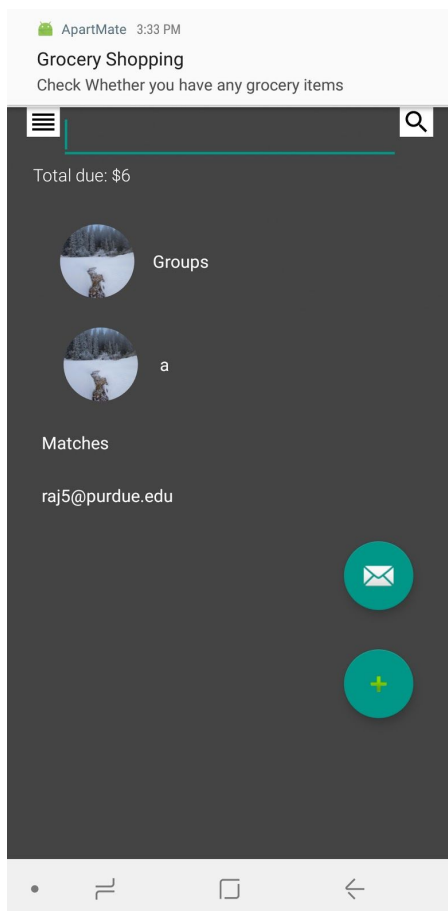 ApartMate 3:33 PM
Grocery Shopping
Check Whether you have any grocery items
Total due: $6
Groups
a
Matches
raj5@purdue.edu